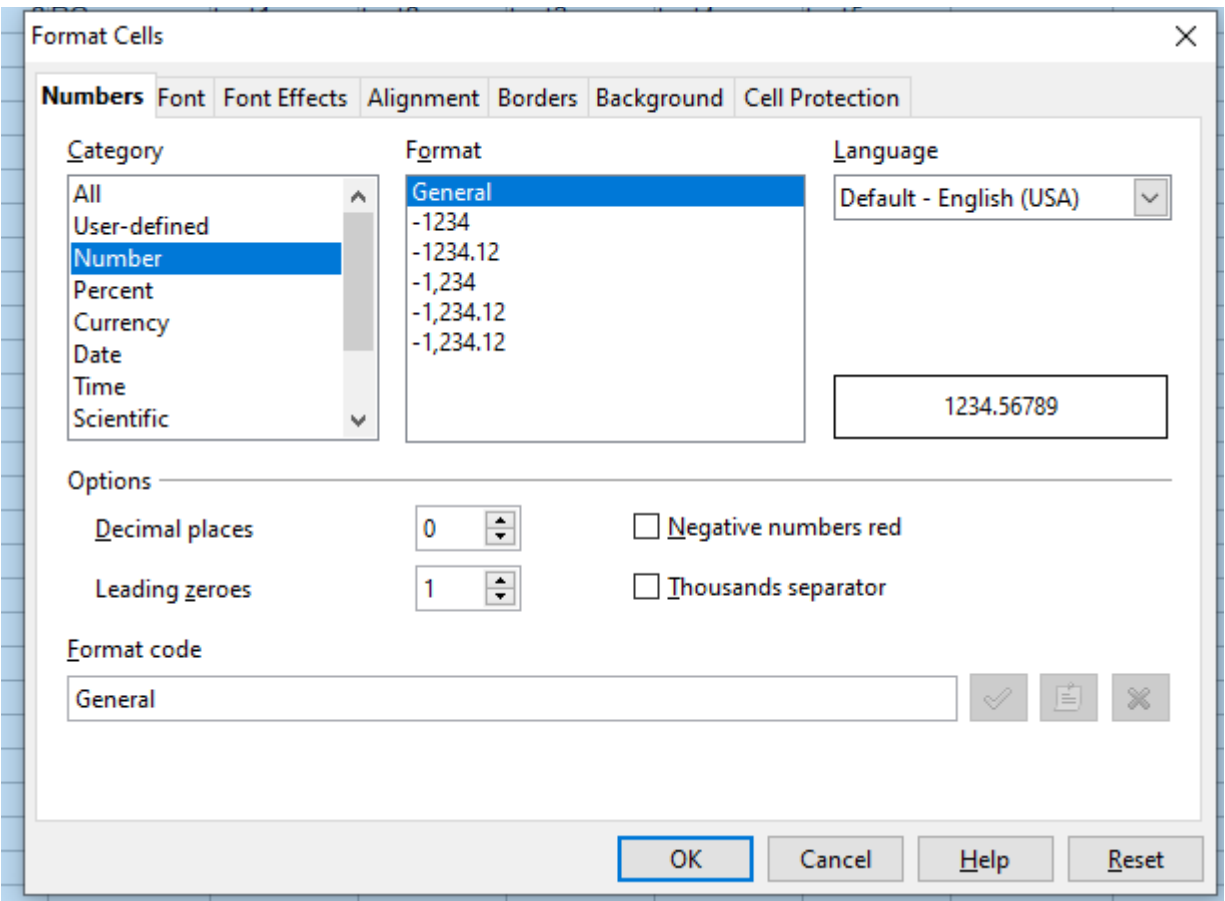 Format Cells
Numbers Font Font Effects Alignment Borders Background Cell Protection
Category
All
User-defined
Number
Percent
Currency
Date
Time
Scientific
Format
General
-1234
-1234.12
-1,234
-1,234.12
-1,234.12
Language
Default - English (USA)
1234.56789
Options
Decimal places 0
Negative numbers red
Leading zeroes 1
Thousands separator
Format code
General
OK Cancel Help Reset